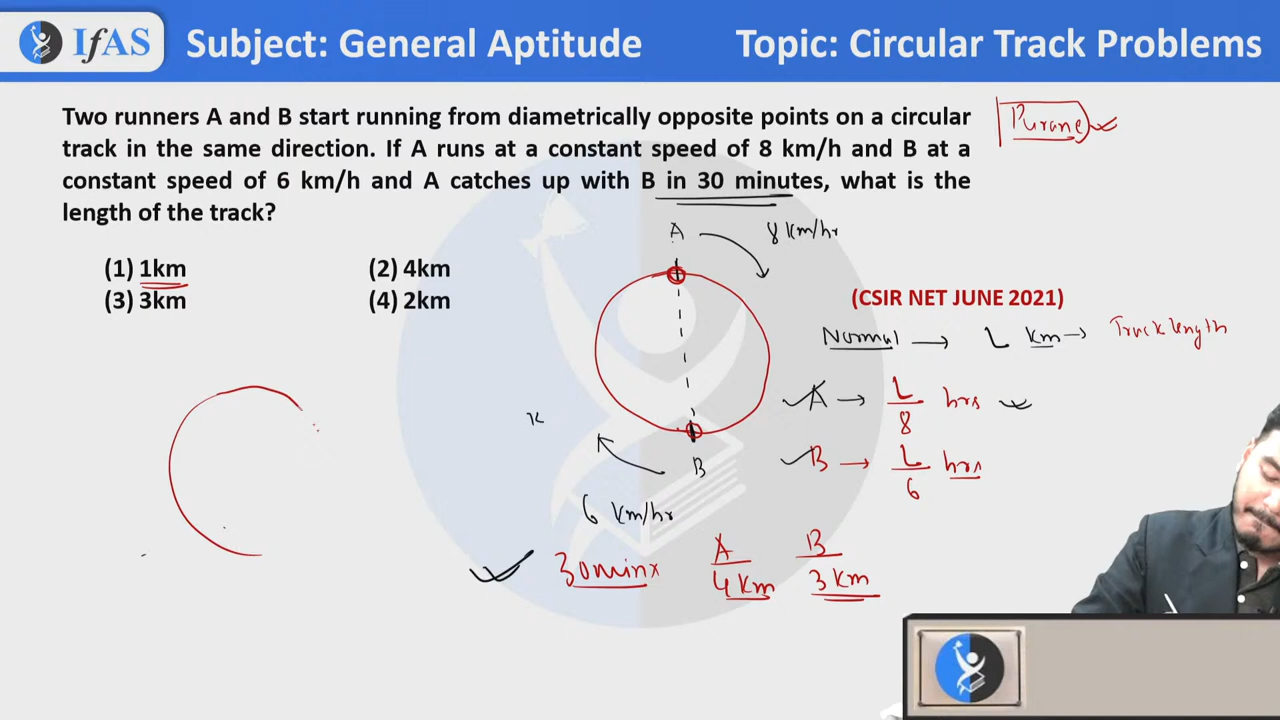 IfAS
Subject: General Aptitude
Topic: Circular Track Problems
Two runners A and B start running from diametrically opposite points on a circular
track in the same direction. If A runs at a constant speed of 8 km/h and B at a
constant speed of 6 km/h and A catches up with B in 30 minutes, what is the
length of the track?
(1) 1km
(2) 4km
(3) 3km
(4) 2km
(CSIR NET JUNE 2021)
Purane
A
8 km/hr
B
6 km/hr
Normal → L km → Track length
A → L/8 hrs
B → L/6 hrs
30min
A
4 km
B
3 km